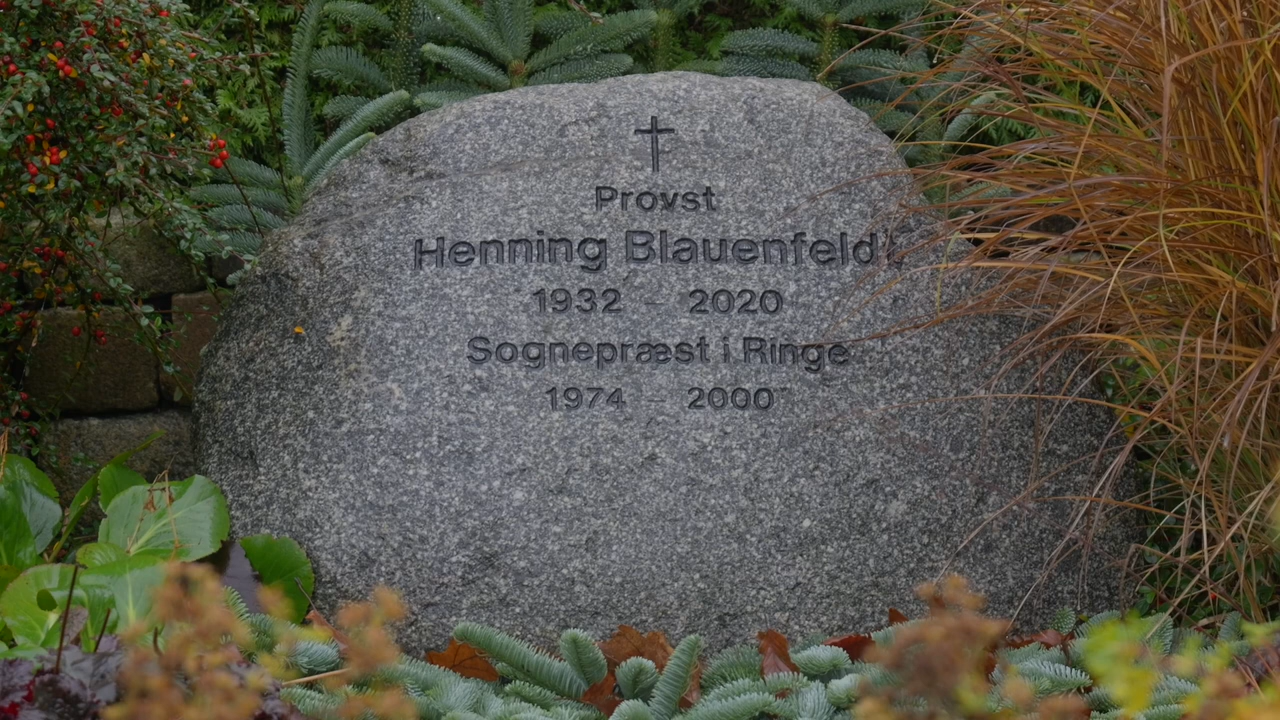 Provst
Henning Blauenfeldt
1932 – 2020
Sognepræst i Ringe
1974 – 2000